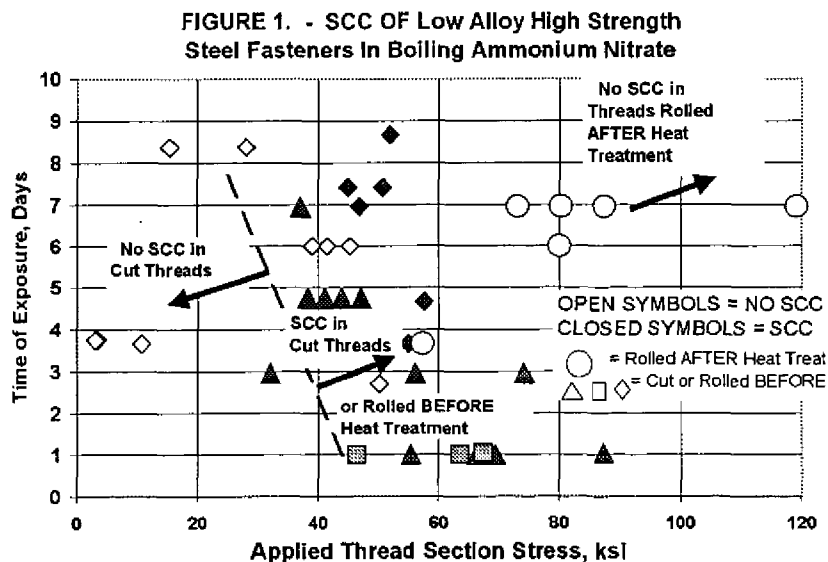 FIGURE 1. - SCC OF Low Alloy High Strength
Steel Fasteners In Boiling Ammonium Nitrate
Time of Exposure, Days
10
9
8
7
6
5
4
3
2
1
0
No SCC in
Threads Rolled
AFTER Heat
Treatment
No SCC in
Cut Threads
SCC in
Cut Threads
or Rolled BEFORE
Heat Treatment
OPEN SYMBOLS = NO SCC
CLOSED SYMBOLS = SCC
= Rolled AFTER Heat Treat
= Cut or Rolled BEFORE
0 20 40 60 80 100 120
Applied Thread Section Stress, ksi